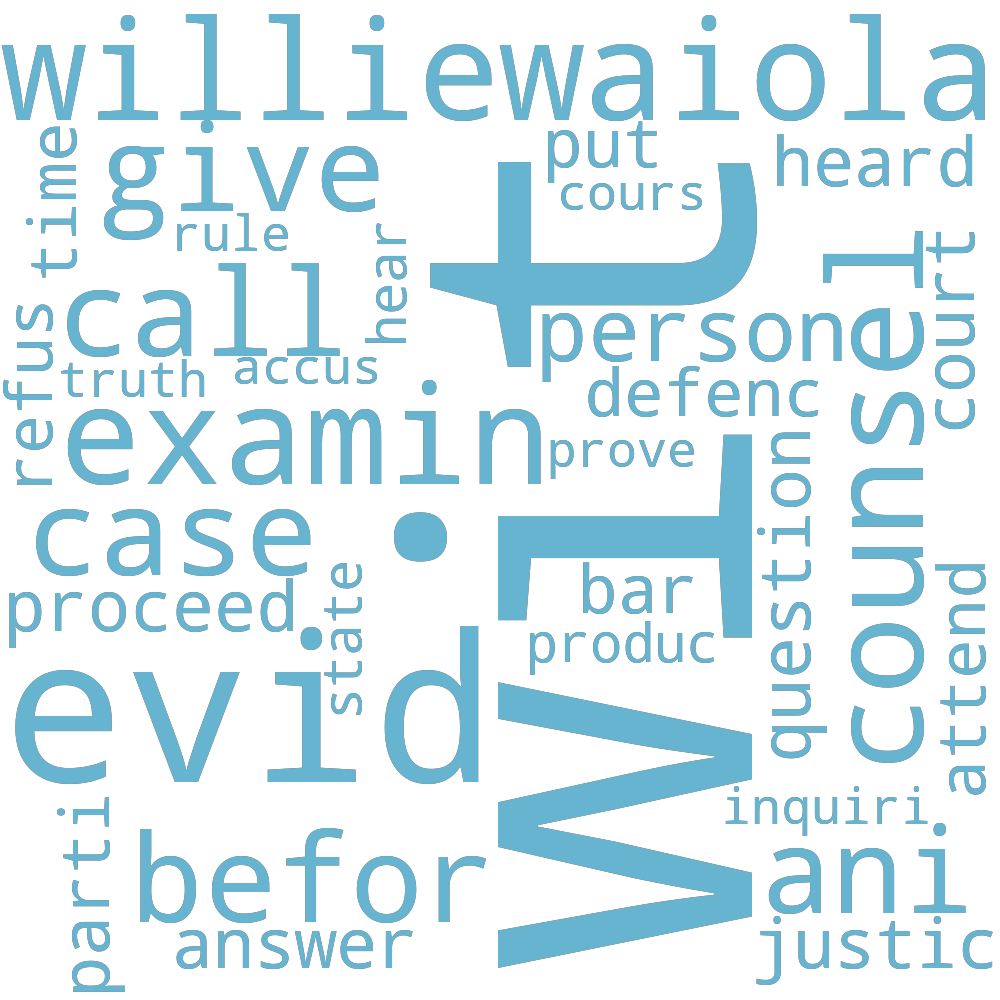 williewaiola
time
give
put
heard
cours
rule
hear
wit
court
counsel
call
refus
person
truth
accus
defenc
examin
prove
question
case
state
bar
attend
proceed
produc
evid
parti
inquiri
befor
ani
answer
justic